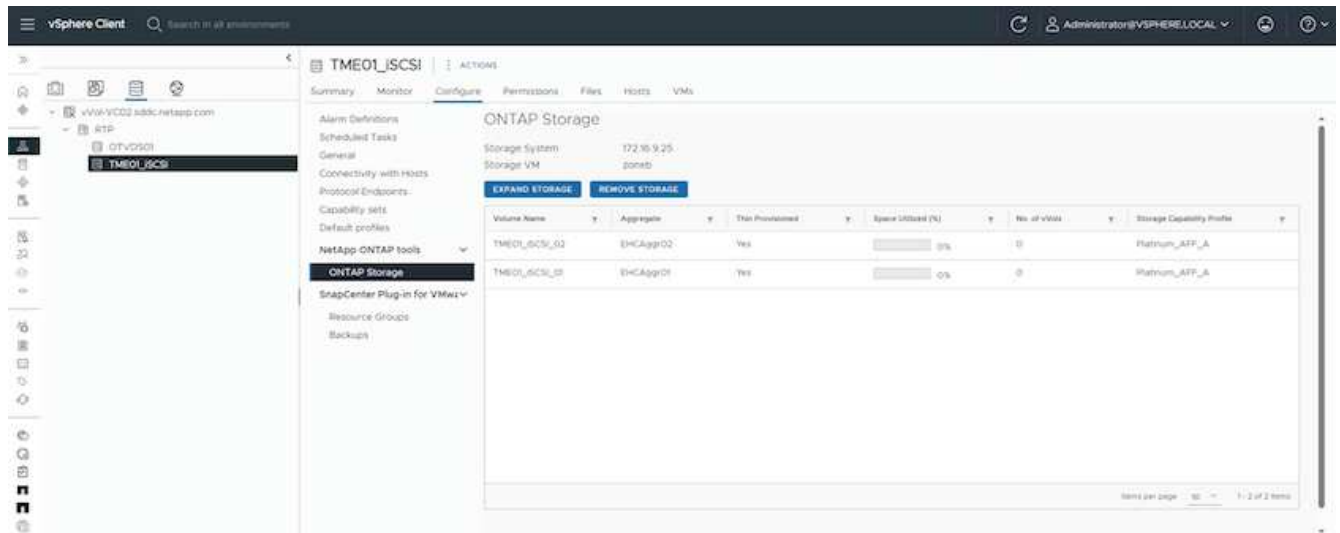 vSphere Client Search in all environments Administrator@VSPHERE.LOCAL
TME01_iSCSI ACTIONS
Summary Monitor Configure Permissions Files Hosts VMs
vVol-VC02.sddc.netapp.com
RTP
OTVDS01
TME01_iSCSI
Alarm Definitions
Scheduled Tasks
General
Connectivity with Hosts
Protocol Endpoints
Capability sets
Default profiles
NetApp ONTAP tools
ONTAP Storage
SnapCenter Plug-in for VMwa
Resource Groups
Backups
ONTAP Storage
Storage System 172.16.9.25
Storage VM zoneb
EXPAND STORAGE REMOVE STORAGE
Volume Name Aggregate Thin Provisioned Space Utilized (%) No. of vVols Storage Capability Profile
TME01_iSCSI_02 EHCAggr02 Yes 0% 0 Platinum_AFF_A
TME01_iSCSI_01 EHCAggr01 Yes 0% 0 Platinum_AFF_A
Items per page 1 - 2 of 2 items